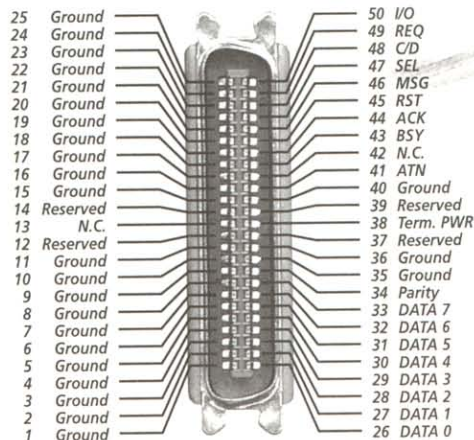 25 Ground
24 Ground
23 Ground
22 Ground
21 Ground
20 Ground
19 Ground
18 Ground
17 Ground
16 Ground
15 Ground
14 Reserved
13 N.C.
12 Reserved
11 Ground
10 Ground
9 Ground
8 Ground
7 Ground
6 Ground
5 Ground
4 Ground
3 Ground
2 Ground
1 Ground
50 I/O
49 REQ
48 C/D
47 SEL
46 MSG
45 RST
44 ACK
43 BSY
42 N.C.
41 ATN
40 Ground
39 Reserved
38 Term. PWR
37 Reserved
36 Ground
35 Ground
34 Parity
33 DATA 7
32 DATA 6
31 DATA 5
30 DATA 4
29 DATA 3
28 DATA 2
27 DATA 1
26 DATA 0